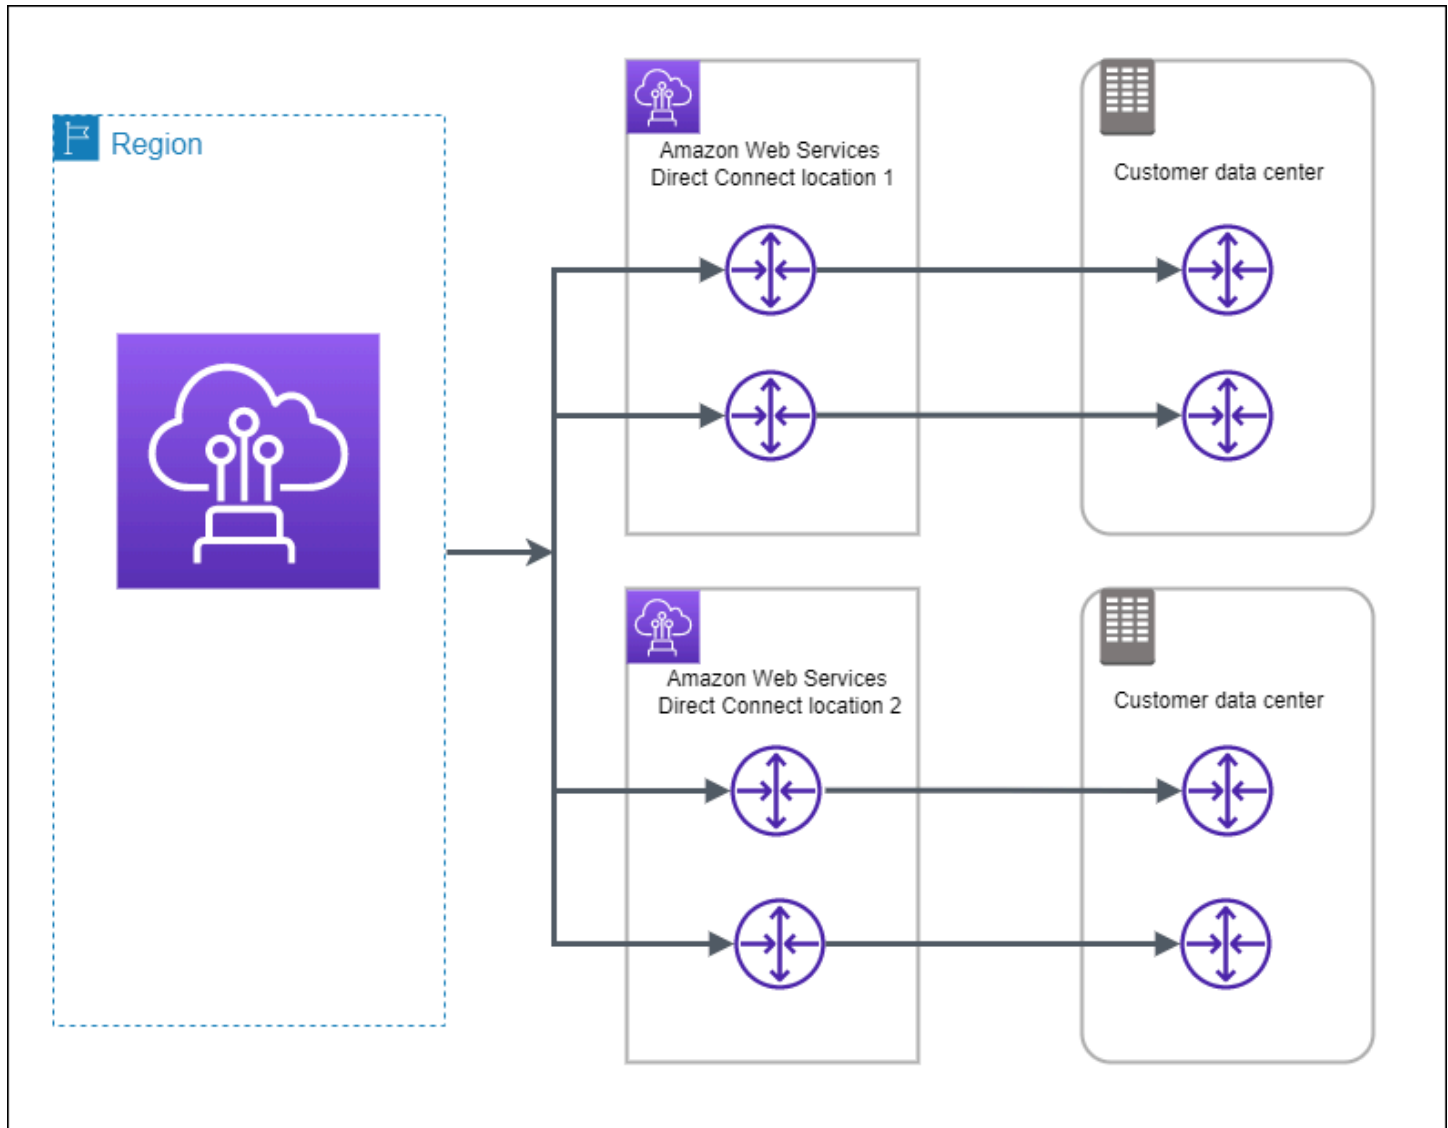 Region
Amazon Web Services
Direct Connect location 1
Customer data center
Amazon Web Services
Direct Connect location 2
Customer data center